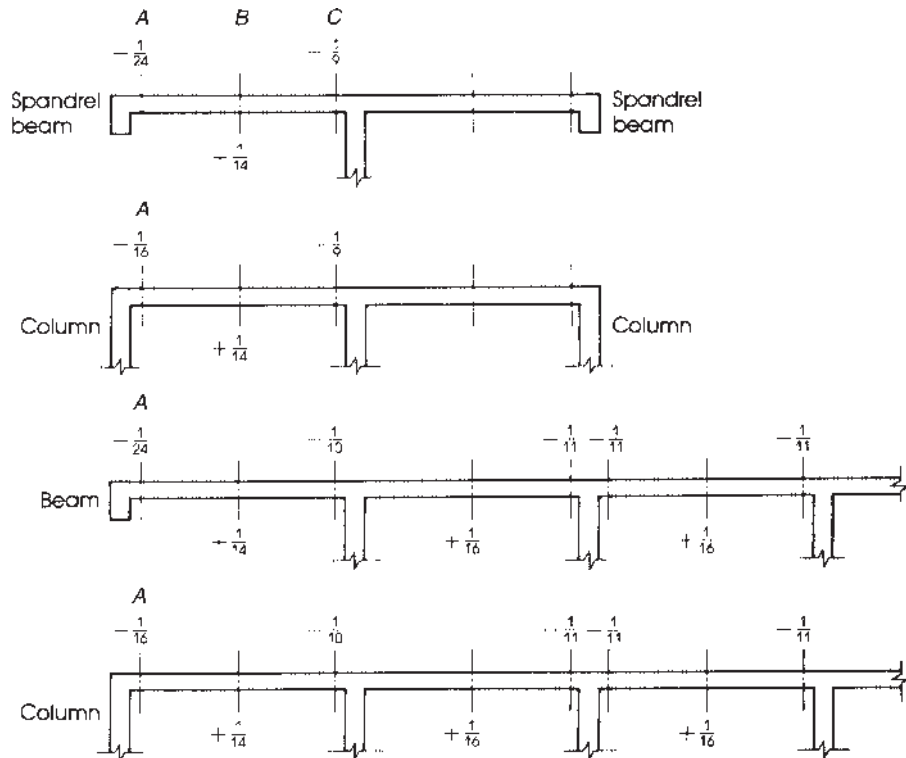 A B C
− 1/24 − 1/9
Spandrel beam Spandrel beam
+ 1/14
A
− 1/16 − 1/9
Column Column
+ 1/14
A
− 1/24 − 1/10 − 1/11 − 1/11 − 1/11
Beam
+ 1/14 + 1/16 + 1/16
A
− 1/16 − 1/10 − 1/11 − 1/11 − 1/11
Column
+ 1/14 + 1/16 + 1/16